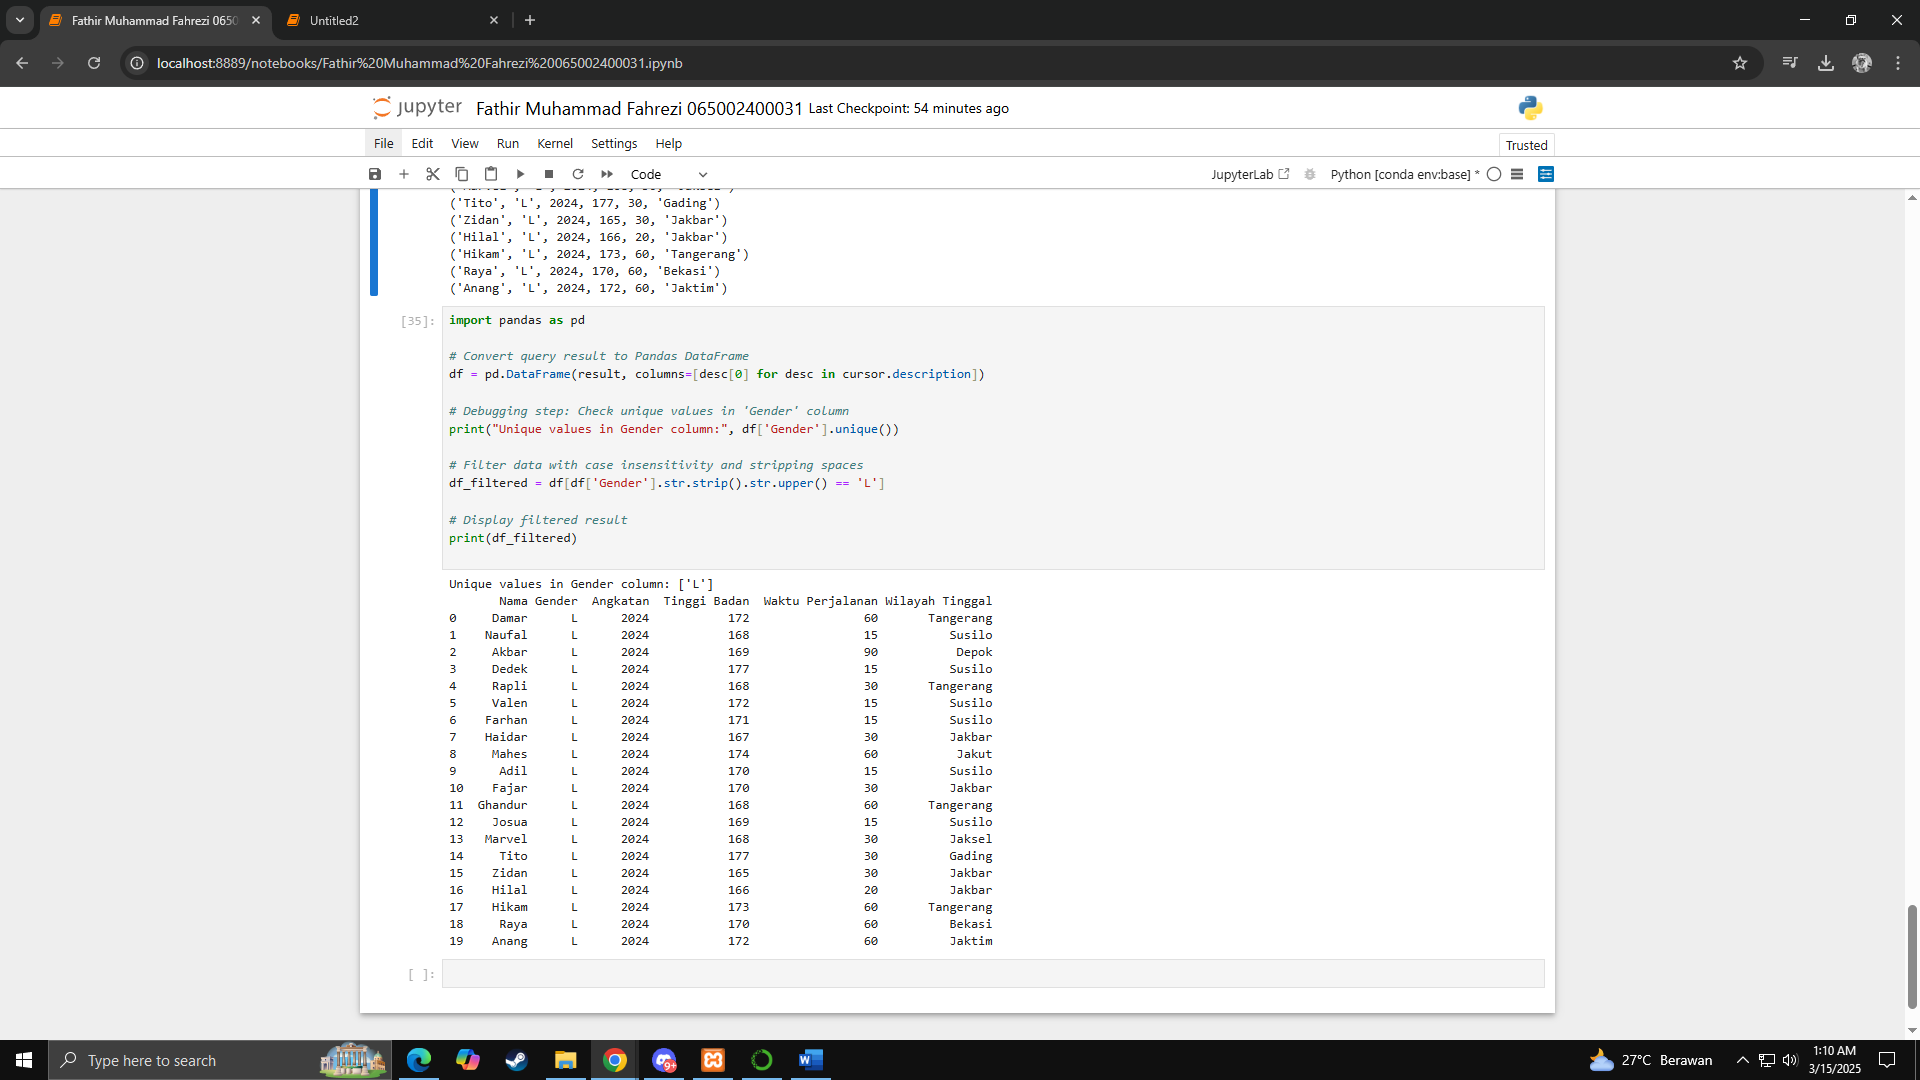 Fathir Muhammad Fahrezi 0650
Untitled2
localhost:8889/notebooks/Fathir%20Muhammad%20Fahrezi%20065002400031.ipynb
jupyter Fathir Muhammad Fahrezi 065002400031 Last Checkpoint: 54 minutes ago
File Edit View Run Kernel Settings Help Trusted
Code JupyterLab Python [conda env:base] *
('Tito', 'L', 2024, 177, 30, 'Gading')
('Zidan', 'L', 2024, 165, 30, 'Jakbar')
('Hilal', 'L', 2024, 166, 20, 'Jakbar')
('Hikam', 'L', 2024, 173, 60, 'Tangerang')
('Raya', 'L', 2024, 170, 60, 'Bekasi')
('Anang', 'L', 2024, 172, 60, 'Jaktim')
[35]: import pandas as pd
# Convert query result to Pandas DataFrame
df = pd.DataFrame(result, columns=[desc[0] for desc in cursor.description])
# Debugging step: Check unique values in 'Gender' column
print("Unique values in Gender column:", df['Gender'].unique())
# Filter data with case insensitivity and stripping spaces
df_filtered = df[df['Gender'].str.strip().str.upper() == 'L']
# Display filtered result
print(df_filtered)
Unique values in Gender column: ['L']
Nama Gender Angkatan Tinggi Badan Waktu Perjalanan Wilayah Tinggal
0 Damar L 2024 172 60 Tangerang
1 Naufal L 2024 168 15 Susilo
2 Akbar L 2024 169 90 Depok
3 Dedek L 2024 177 15 Susilo
4 Rapli L 2024 168 30 Tangerang
5 Valen L 2024 172 15 Susilo
6 Farhan L 2024 171 15 Susilo
7 Haidar L 2024 167 30 Jakbar
8 Mahes L 2024 174 60 Jakut
9 Adil L 2024 170 15 Susilo
10 Fajar L 2024 170 30 Jakbar
11 Ghandur L 2024 168 60 Tangerang
12 Josua L 2024 169 15 Susilo
13 Marvel L 2024 168 30 Jaksel
14 Tito L 2024 177 30 Gading
15 Zidan L 2024 165 30 Jakbar
16 Hilal L 2024 166 20 Jakbar
17 Hikam L 2024 173 60 Tangerang
18 Raya L 2024 170 60 Bekasi
19 Anang L 2024 172 60 Jaktim
[ ]:
Type here to search
9+
27°C Berawan
1:10 AM
3/15/2025